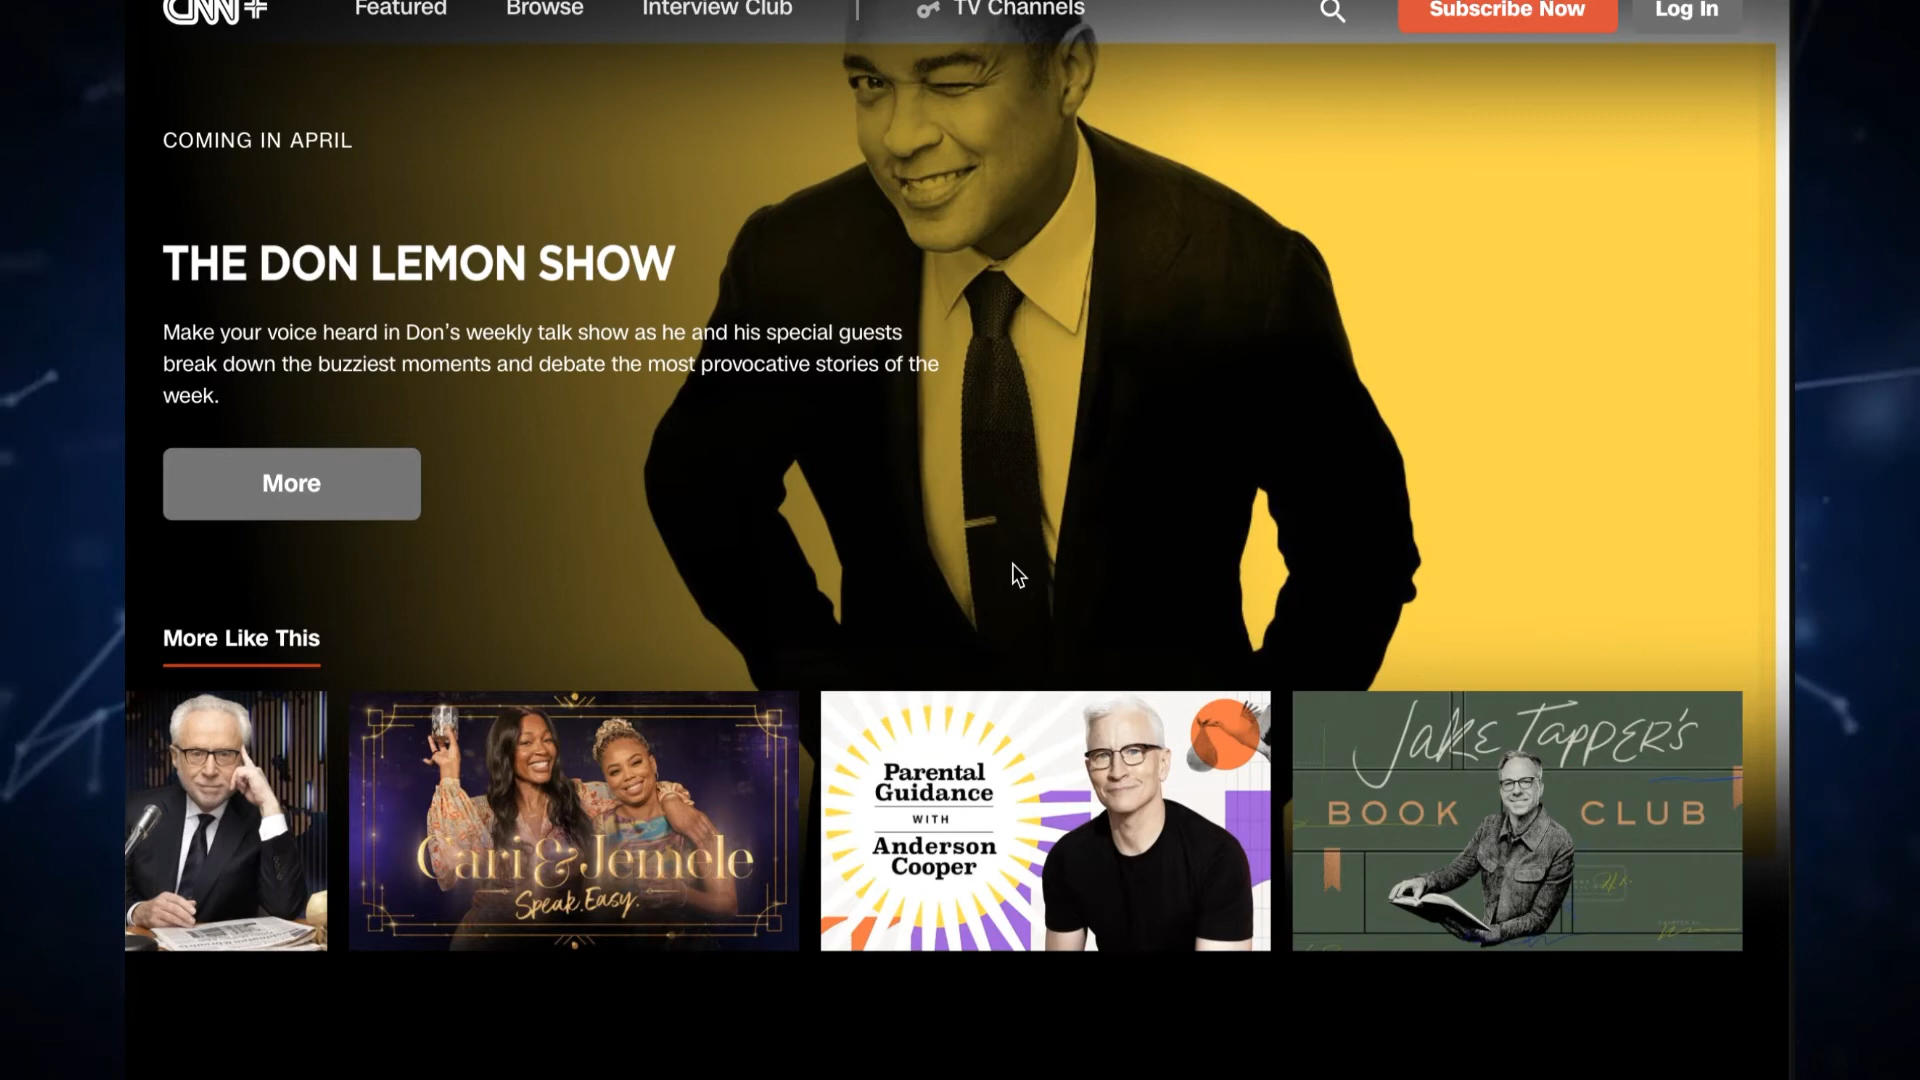 CNN+
Featured
Browse
Interview Club
TV Channels
Subscribe Now
Log In
COMING IN APRIL
THE DON LEMON SHOW
Make your voice heard in Don's weekly talk show as he and his special guests
break down the buzziest moments and debate the most provocative stories of the
week.
More
More Like This
Cari & Jemele
Speak.Easy.
Parental
Guidance
WITH
Anderson
Cooper
Jake Tapper's
BOOK CLUB